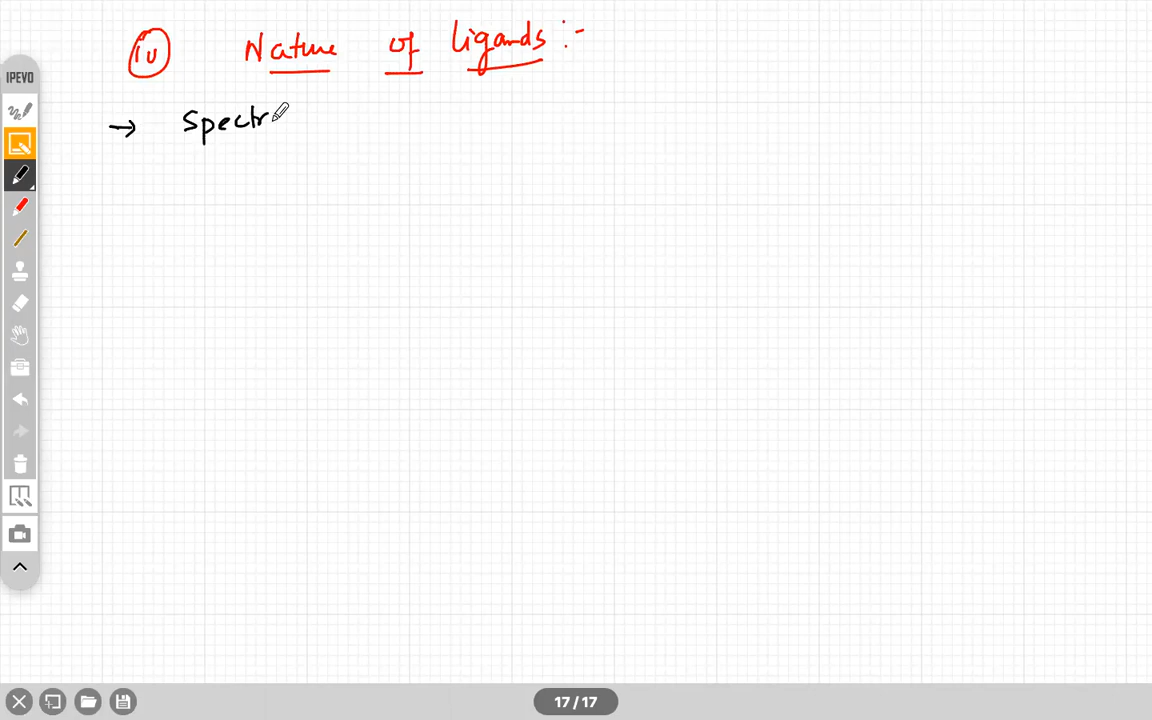 (iv) Nature of ligands :-
IPEVO
→ Spectr
17/17